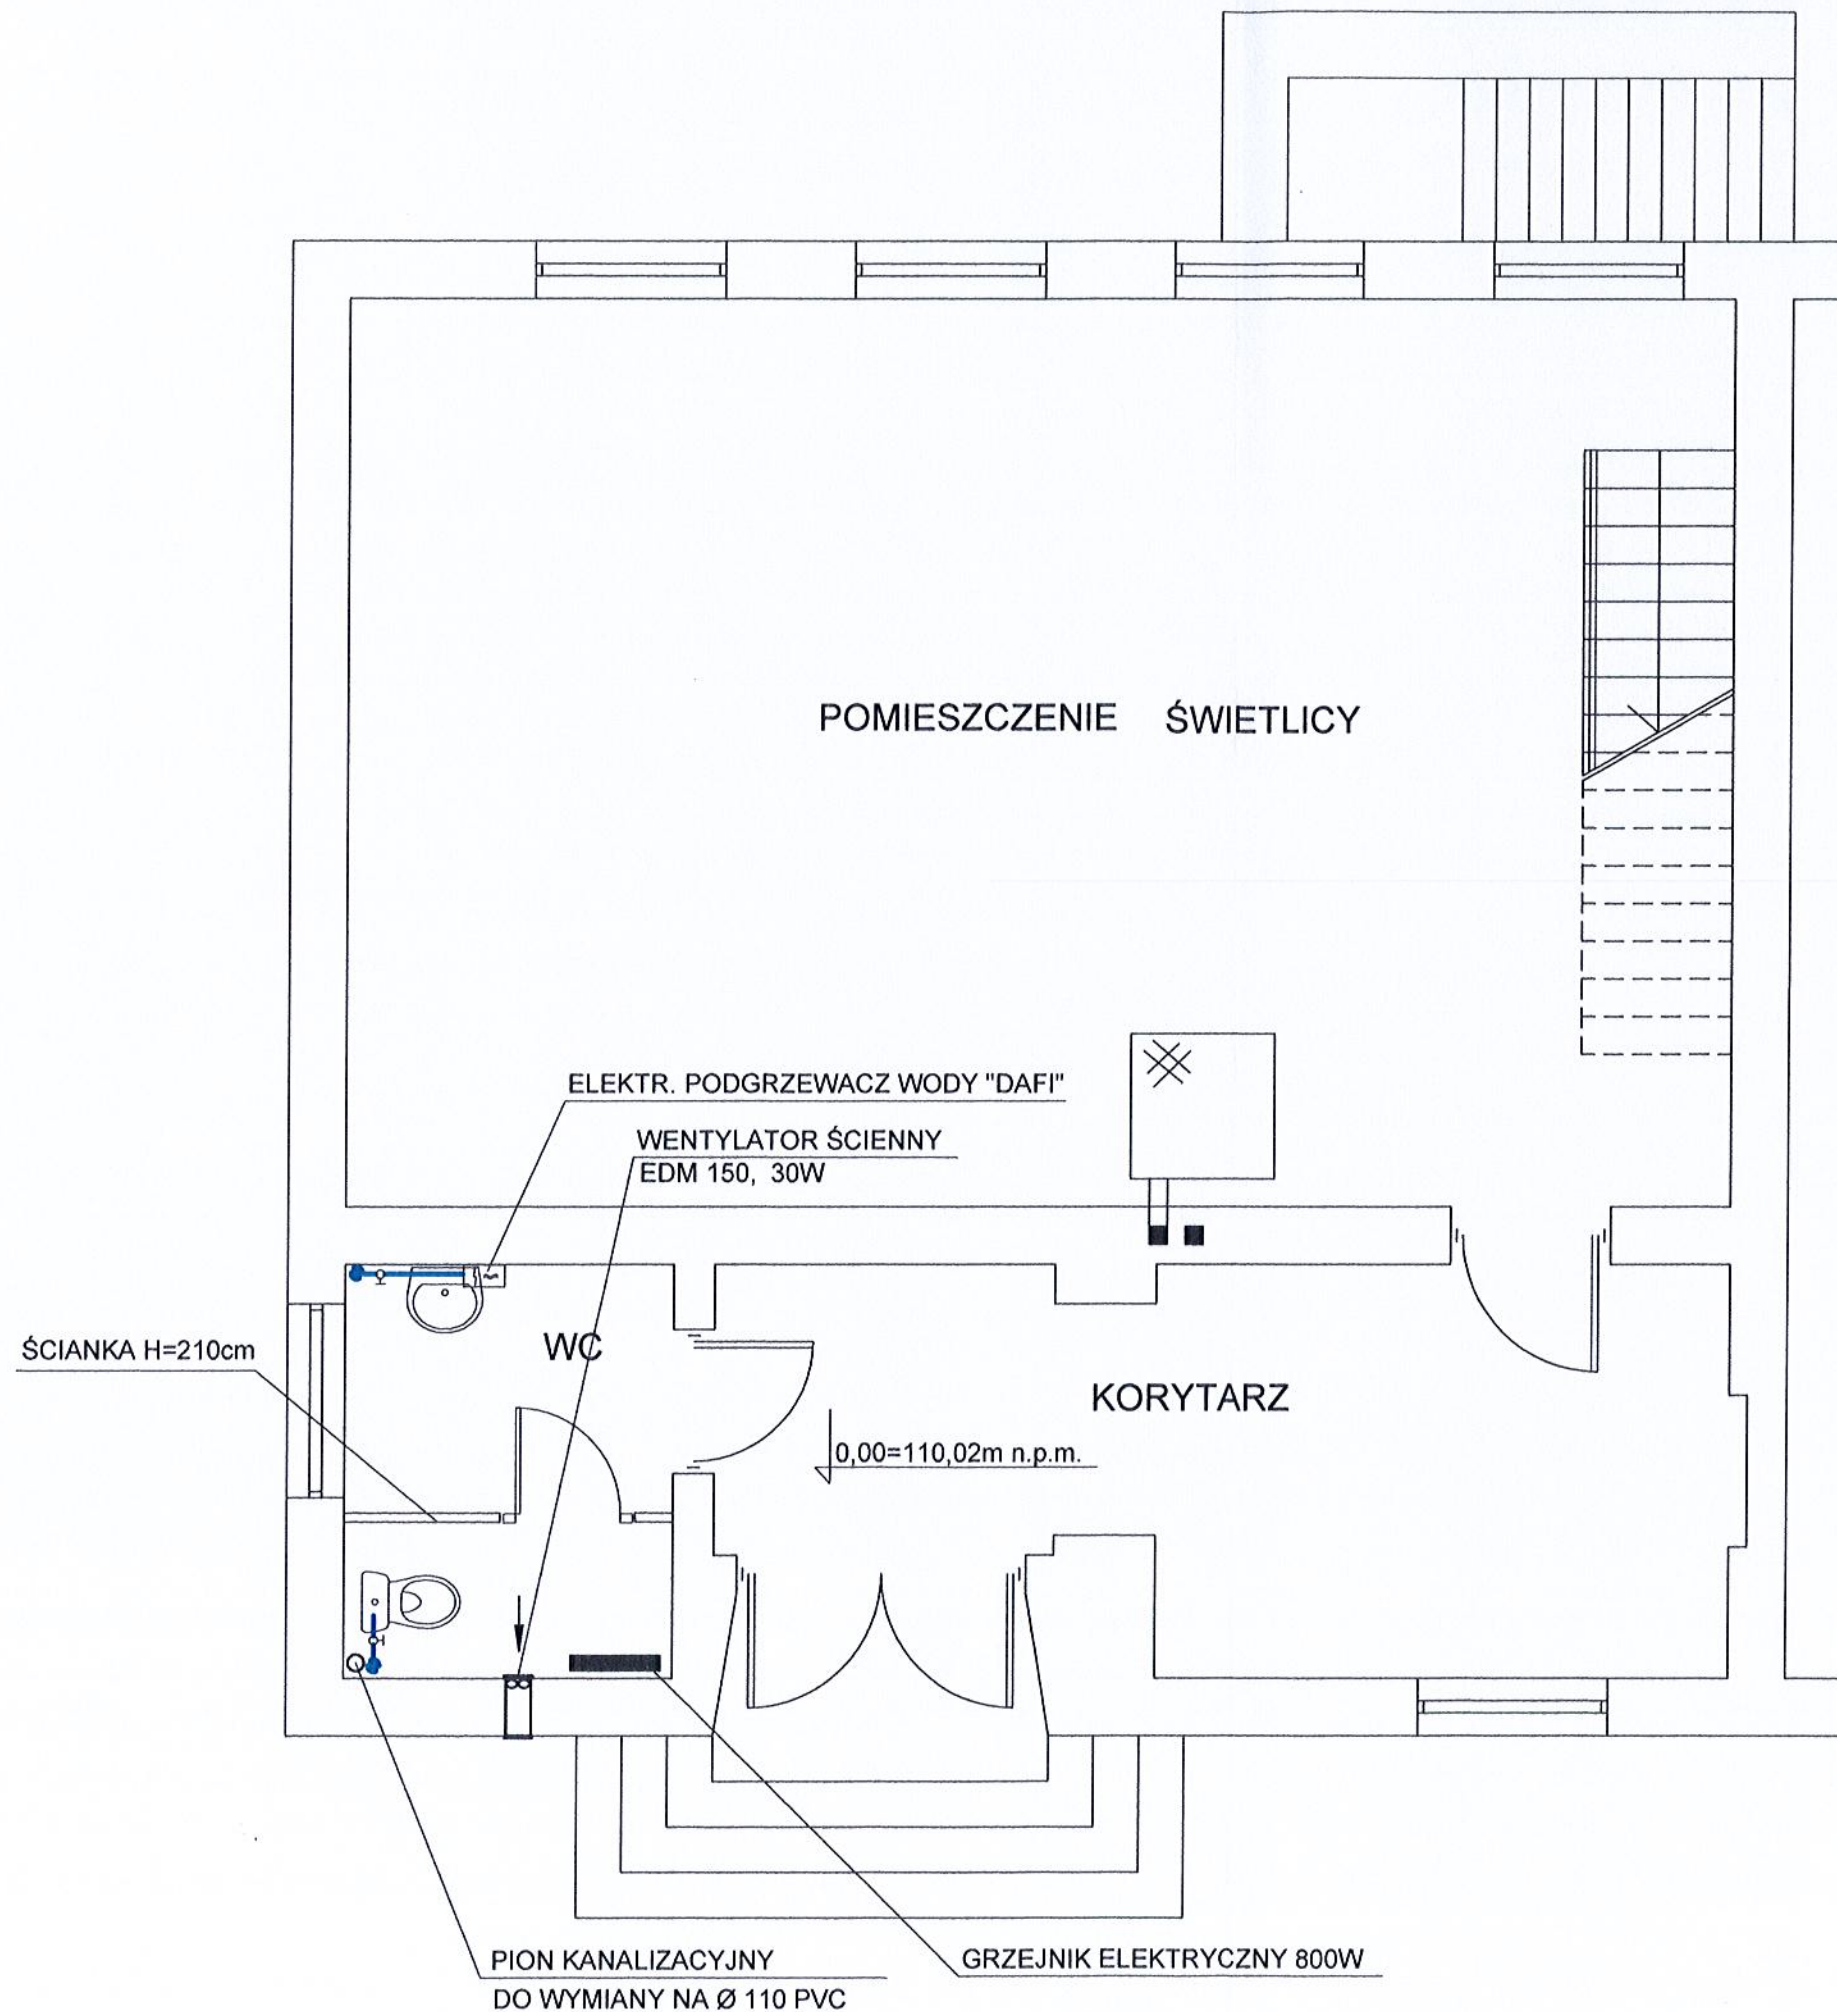 POMIESZCZENIE ŚWIETLICY
ELEKTR. PODGRZEWACZ WODY "DAFI"
WENTYLATOR ŚCIENNY
EDM 150, 30W
WC
ŚCIANKA H=210cm
KORYTARZ
0,00=110,02m n.p.m.
PION KANALIZACYJNY
DO WYMIANY NA Ø 110 PVC
GRZEJNIK ELEKTRYCZNY 800W